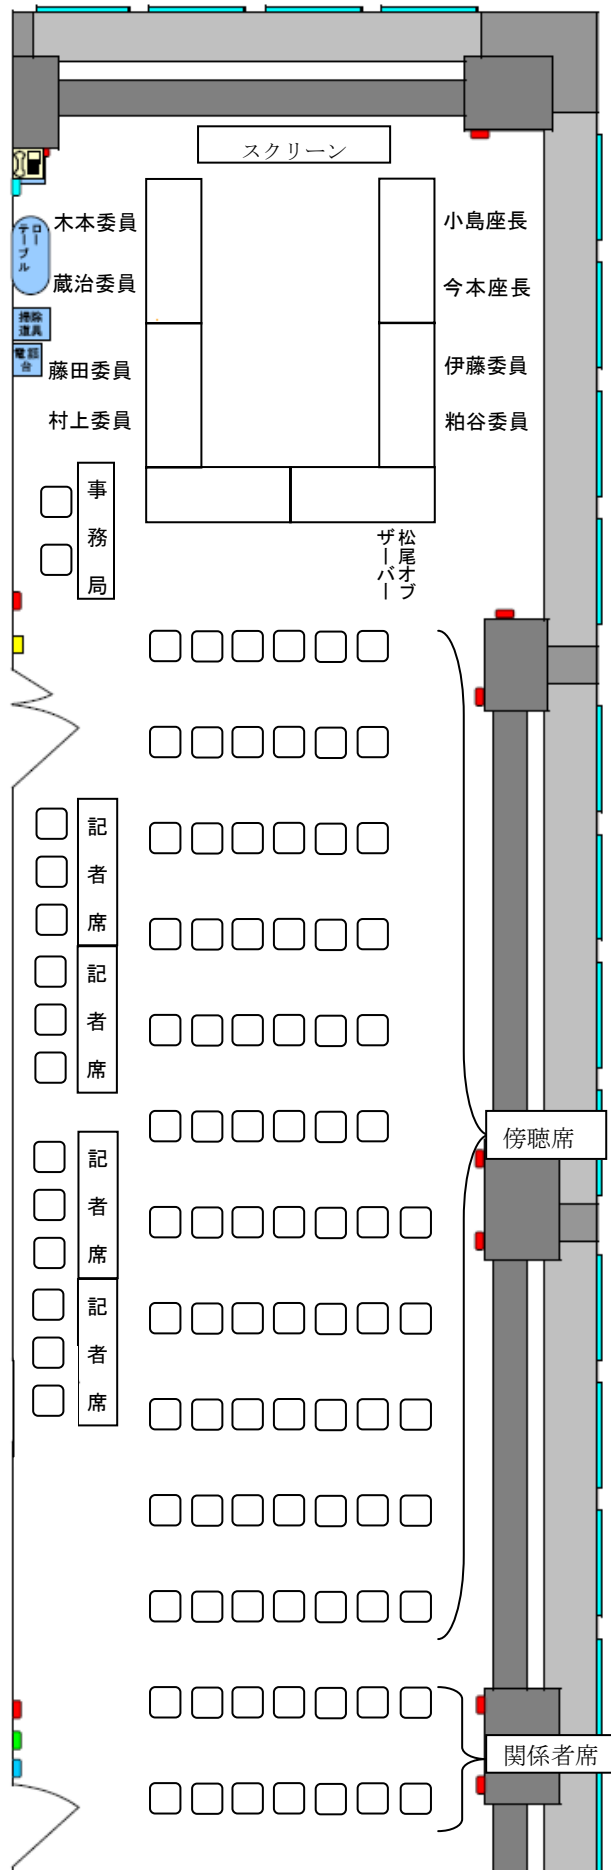 スクリーン
木本委員
小島座長
ローテーブル
蔵治委員
今本座長
掃除
道具
電話
台
藤田委員
伊藤委員
村上委員
粕谷委員
事務局
松尾オブ
ザーバー
記者席
記者席
傍聴席
記者席
記者席
関係者席